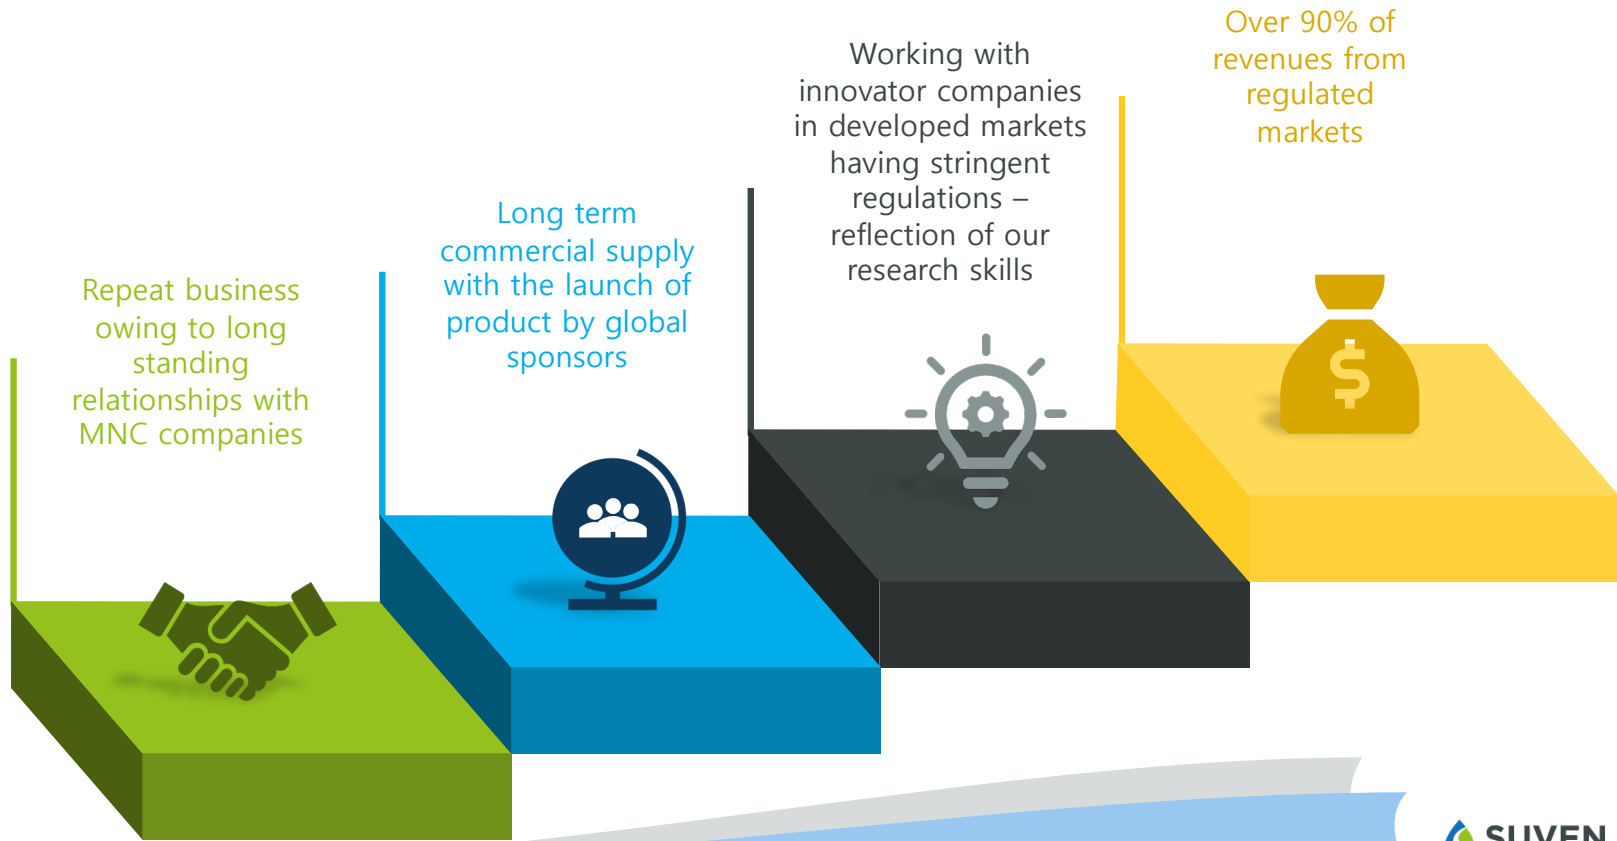 Repeat business
owing to long
standing
relationships with
MNC companies
Long term
commercial supply
with the launch of
product by global
sponsors
Working with
innovator companies
in developed markets
having stringent
regulations –
reflection of our
research skills
Over 90% of
revenues from
regulated
markets
$
SUVEN